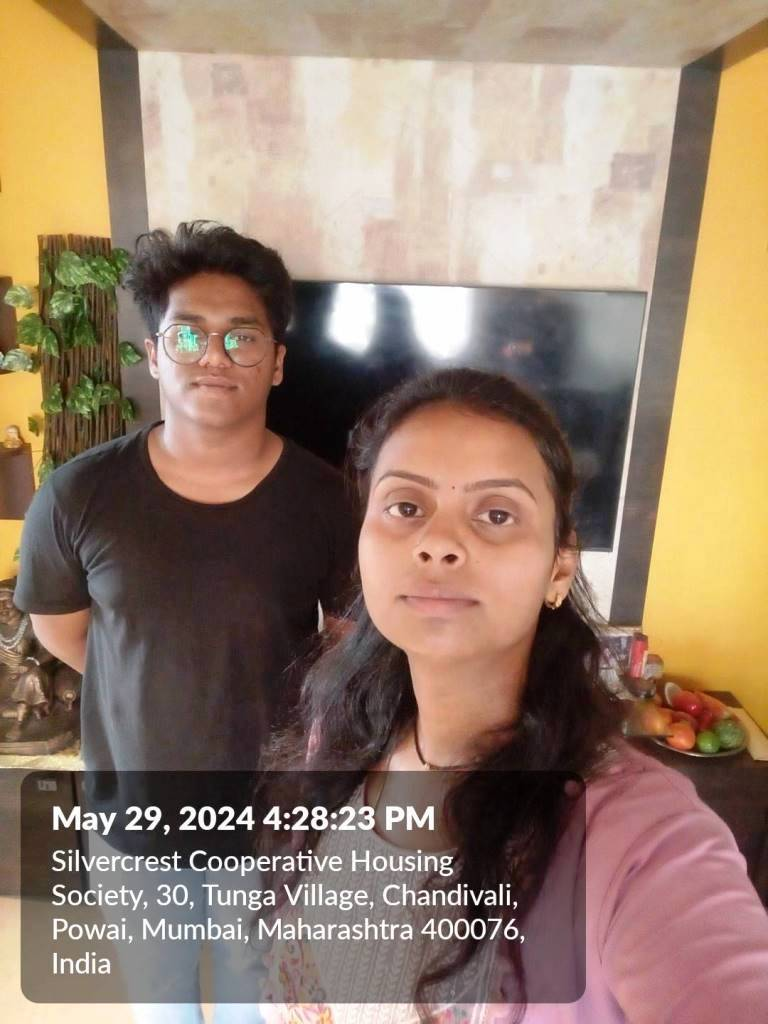 May 29, 2024 4:28:23 PM
Silvercrest Cooperative Housing
Society, 30, Tunga Village, Chandivali,
Powai, Mumbai, Maharashtra 400076,
India